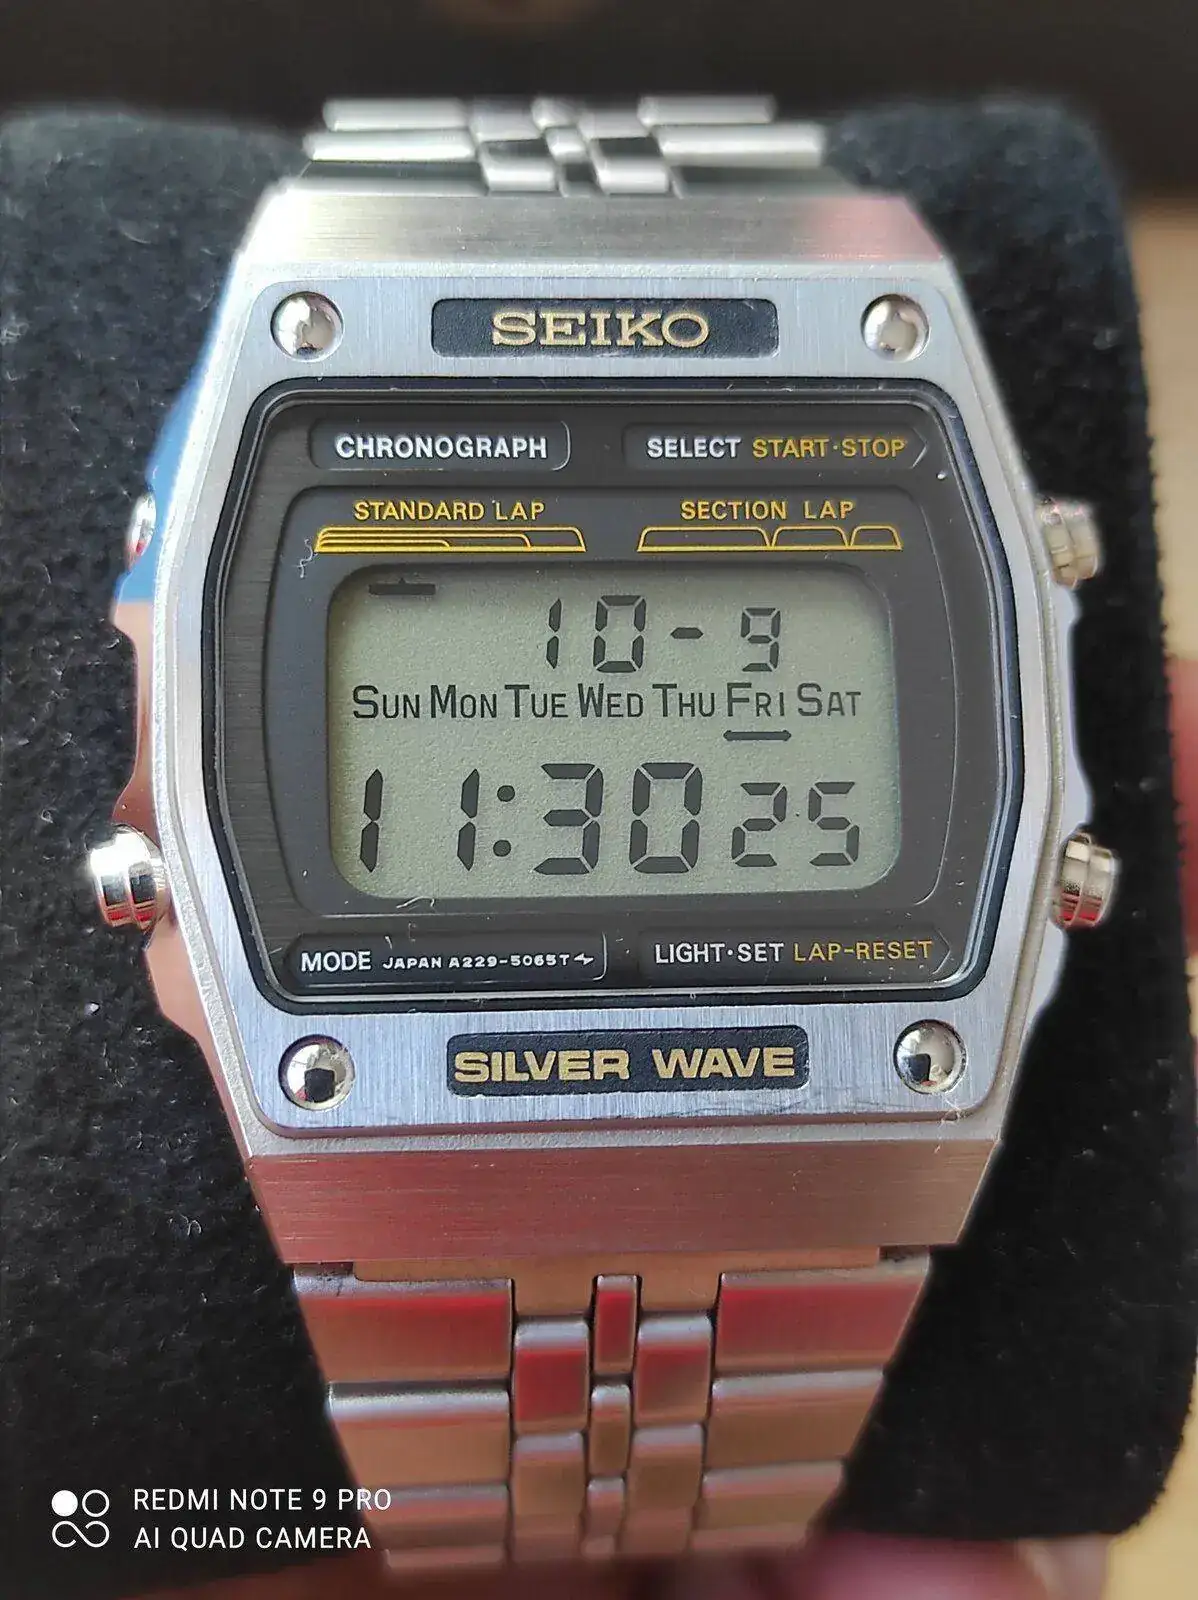 SEIKO
CHRONOGRAPH SELECT START·STOP
STANDARD LAP SECTION LAP
10-9
SUN MON TUE WED THU FRI SAT
11:30 25
MODE JAPAN A229-5065T LIGHT·SET LAP-RESET
SILVER WAVE
REDMI NOTE 9 PRO
AI QUAD CAMERA